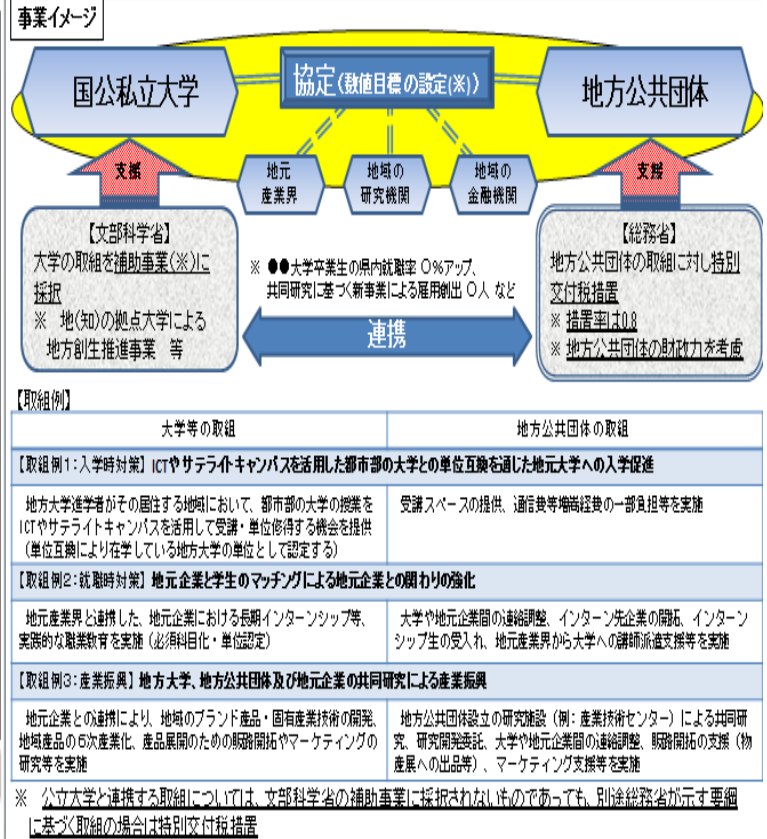 事業イメージ
国公私立大学
協定(数値目標の設定(※))
地方公共団体
支援
地元
産業界
地域の
研究機関
地域の
金融機関
支援
【文部科学省】
大学の取組を補助事業(※)に
採択
※ 地(知)の拠点大学による
地方創生推進事業 等
※ ●●大学卒業生の県内就職率 ○%アップ、
共同研究に基づく新事業による雇用創出 ○人 など
連携
【総務省】
地方公共団体の取組に対し特別
交付税措置
※ 措置率は0.8
※ 地方公共団体の財政力を考慮
【取組例】
大学等の取組
地方公共団体の取組
【取組例1:入学時対策】ICTやサテライトキャンパスを活用した都市部の大学との単位互換を通じた地元大学への入学促進
地方大学進学者がその居住する地域において、都市部の大学の授業を
ICTやサテライトキャンパスを活用して受講・単位修得する機会を提供
(単位互換により在学している地方大学の単位として認定する)
受講スペースの提供、通信費等増嵩経費の一部負担等を実施
【取組例2:就職時対策】地元企業と学生のマッチングによる地元企業との関わりの強化
地元産業界と連携した、地元企業における長期インターンシップ等、
実践的な職業教育を実施(必須科目化・単位認定)
大学や地元企業間の連絡調整、インターン先企業の開拓、インターン
シップ生の受入れ、地元産業界から大学への講師派遣支援等を実施
【取組例3:産業振興】地方大学、地方公共団体及び地元企業の共同研究による産業振興
地元企業との連携により、地域のブランド産品・固有産業技術の開発、
地域産品の6次産業化、産品展開のための販路開拓やマーケティングの
研究等を実施
地方公共団体設立の研究施設(例:産業技術センター)による共同研
究、研究開発委託、大学や地元企業間の連絡調整、販路開拓の支援(物
産展への出品等)、マーケティング支援等を実施
※ 公立大学と連携する取組については、文部科学省の補助事業に採択されないものであっても、別途総務省が示す要綱
に基づく取組の場合は特別交付税措置